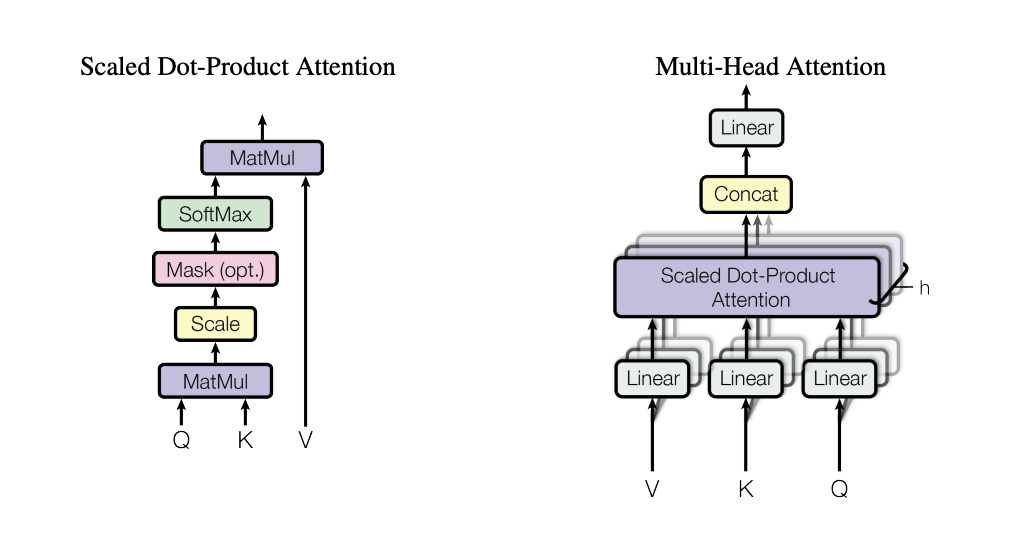 Scaled Dot-Product Attention
MatMul
SoftMax
Mask (opt.)
Scale
MatMul
Q K V
Multi-Head Attention
Linear
Concat
Scaled Dot-Product
Attention
h
Linear Linear Linear
V K Q